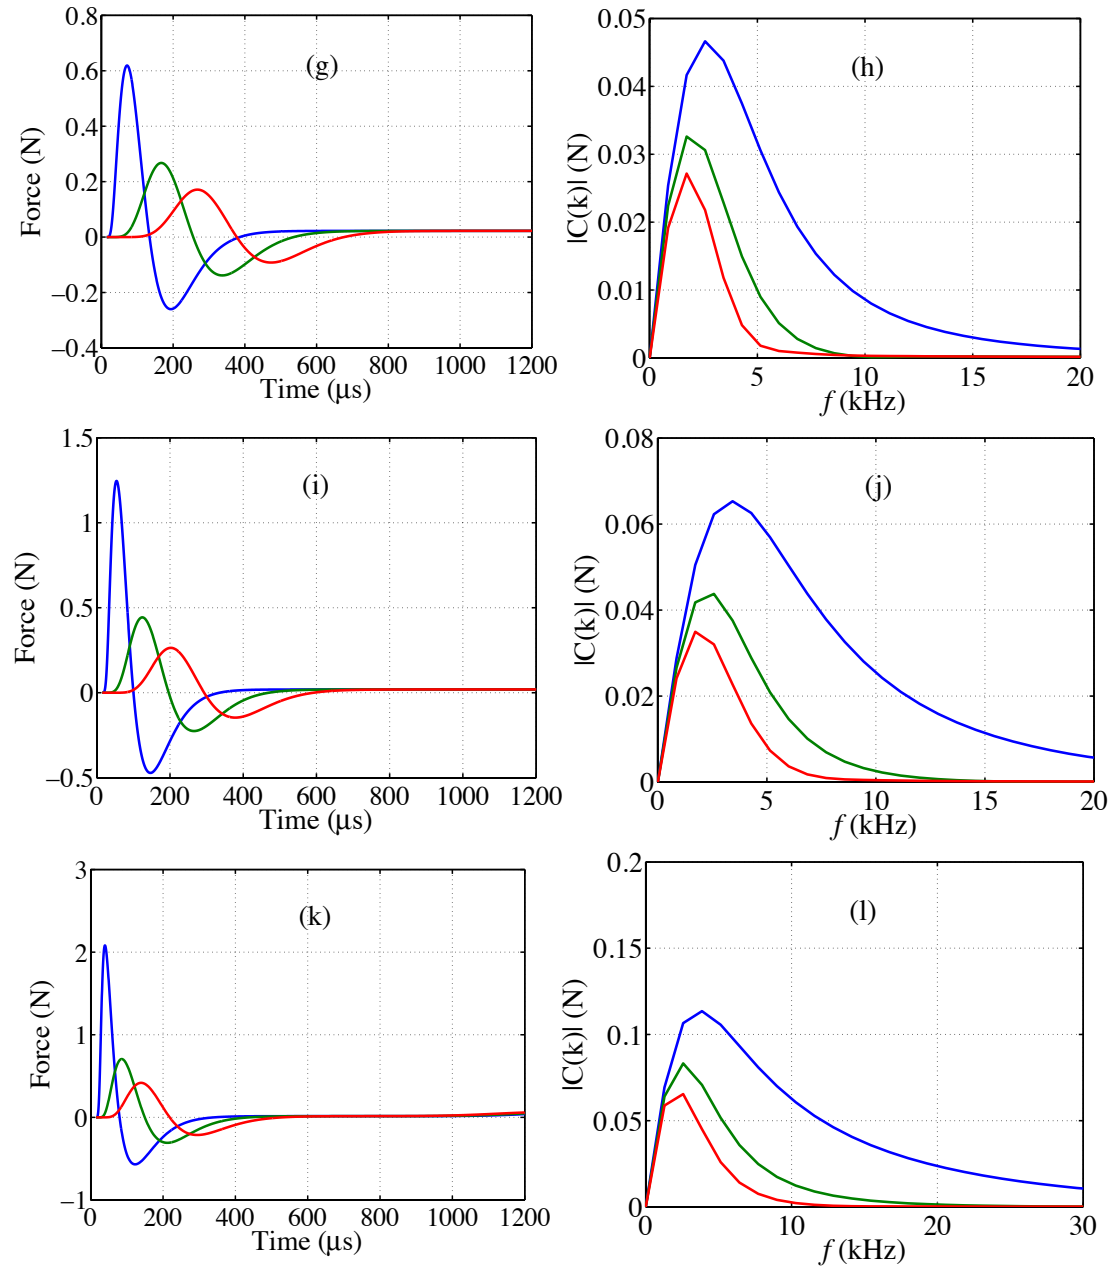 (g)
Force (N)
0.8
0.6
0.4
0.2
0
−0.2
−0.4
0 200 400 600 800 1000 1200
Time (μs)
(h)
|C(k)| (N)
0.05
0.04
0.03
0.02
0.01
0
0 5 10 15 20
f (kHz)
(i)
Force (N)
1.5
1
0.5
0
−0.5
0 200 400 600 800 1000 1200
Time (μs)
(j)
|C(k)| (N)
0.08
0.06
0.04
0.02
0
0 5 10 15 20
f (kHz)
(k)
Force (N)
3
2
1
0
−1
0 200 400 600 800 1000 1200
Time (μs)
(l)
|C(k)| (N)
0.2
0.15
0.1
0.05
0
0 10 20 30
f (kHz)